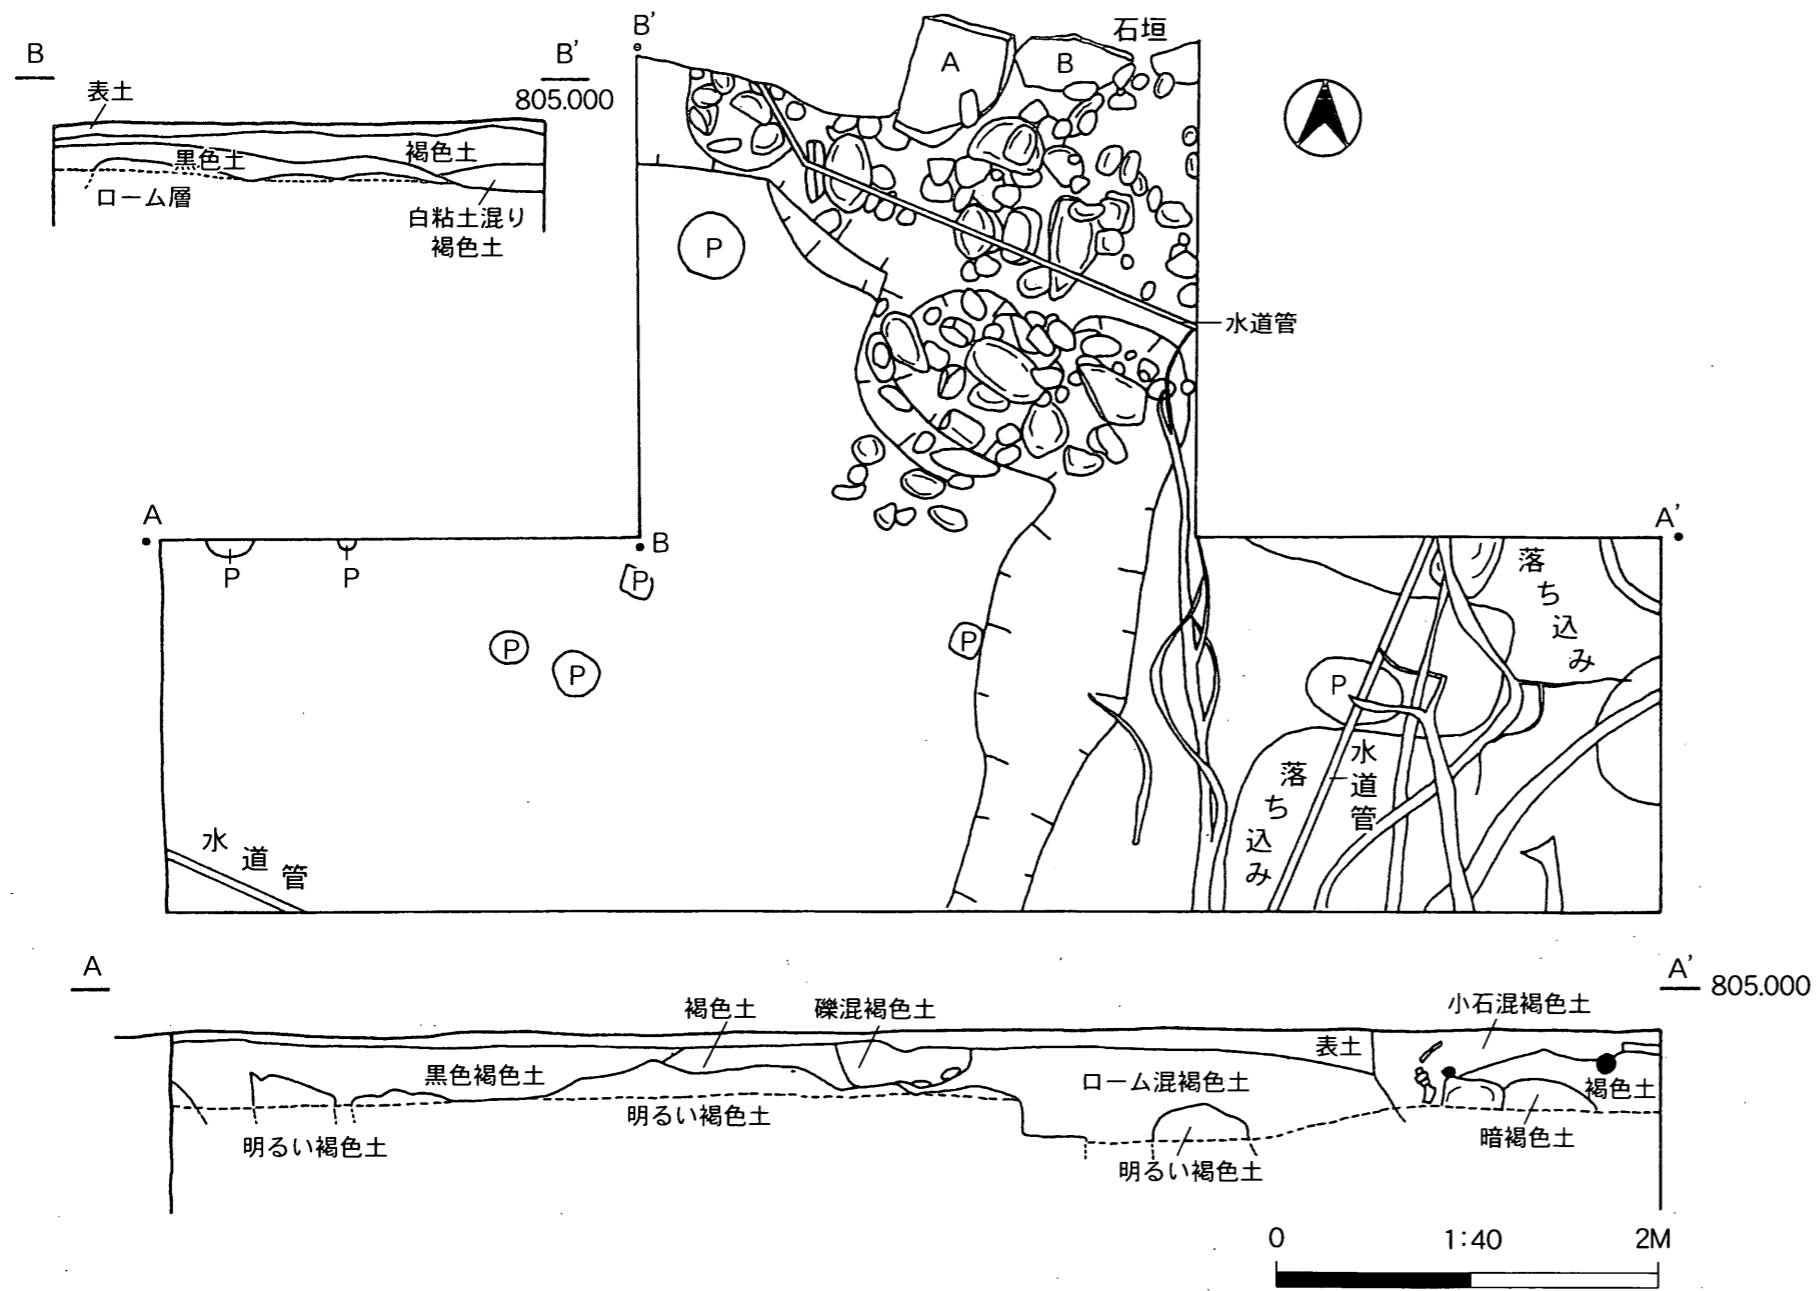 B
B'
805.000
表土
黒色土
褐色土
ローム層
白粘土混り
褐色土
B'
石垣
A
B
P
水道管
A
P
P
B
P
P
P
P
A'
落ち込み
P
水道管
落ち込み
水道管
A
A'
805.000
褐色土
礫混褐色土
小石混褐色土
表土
黒色褐色土
ローム混褐色土
褐色土
明るい褐色土
明るい褐色土
暗褐色土
明るい褐色土
0
1:40
2M